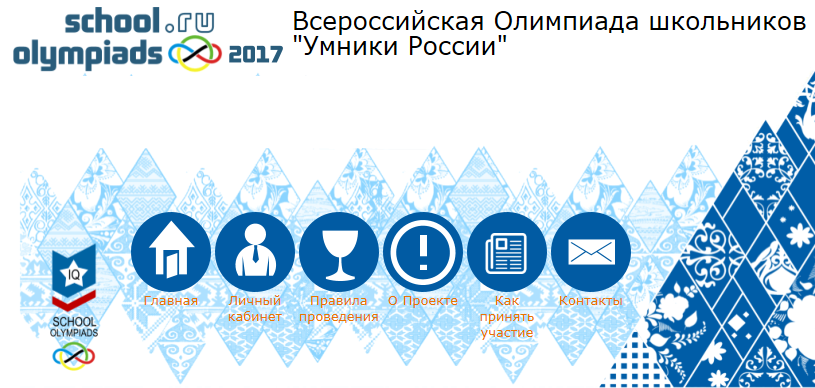 school.ru
olympiads 2017
Всероссийская Олимпиада школьников
"Умники России"
IQ
SCHOOL
OLYMPIADS
Главная
Личный
кабинет
Правила
проведения
О Проекте
Как
принять
участие
Контакты